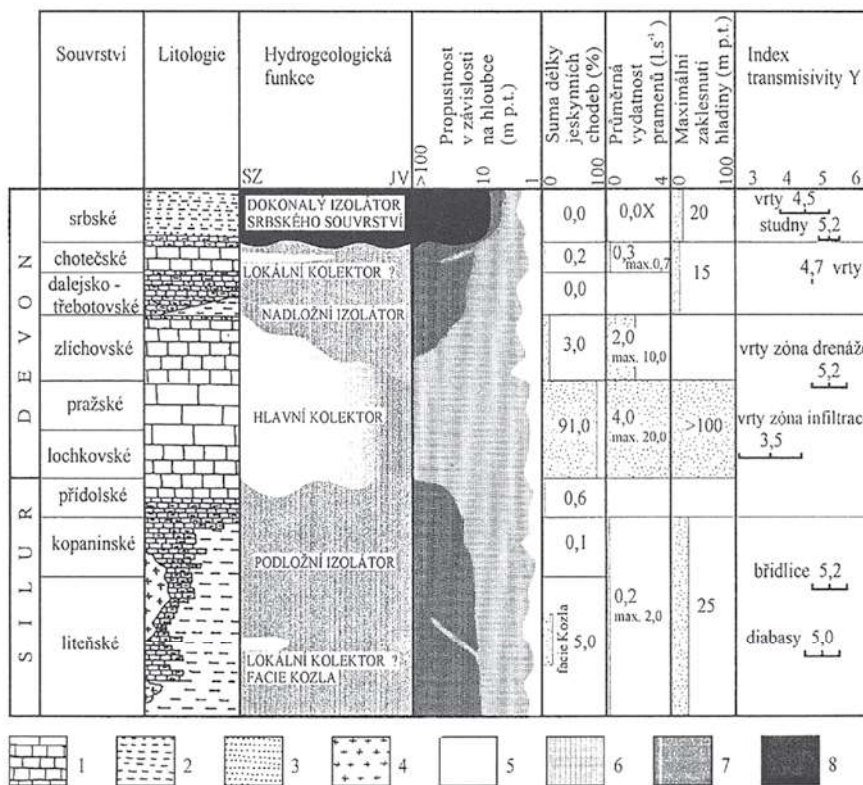 Souvrství
Litologie
Hydrogeologická
funkce
SZ JV
Propustnost
v závislosti
na hloubce
(m p.t.)
>100 10 1
Suma délky
jeskynních
chodeb (%)
0 100
Průměrná
vydatnost
pramenů (l.s⁻¹)
0 4
Maximální
zaklesnutí
hladiny (m p.t.)
0 100
Index
transmisivity Y
3 4 5 6
DEVON
SILUR
srbské
chotečské
dalejsko -
třebotovské
zlíchovské
pražské
lochkovské
přídolské
kopaninské
liteňské
DOKONALÝ IZOLÁTOR
SRBSKÉHO SOUVRSTVÍ
LOKÁLNÍ KOLEKTOR ?
NADLOŽNÍ IZOLÁTOR
HLAVNÍ KOLEKTOR
PODLOŽNÍ IZOLÁTOR
LOKÁLNÍ KOLEKTOR ?
FACIE KOZLA
0,0
0,2
0,0
3,0
91,0
0,6
0,1
facie Kozla
5,0
0,0X
0,3
max.0,7
2,0
max. 10,0
4,0
max. 20,0
0,2
max. 2,0
20
15
>100
25
vrty 4,5
studny 5,2
4,7 vrty
vrty zóna drenáže
5,2
vrty zóna infiltrac
3,5
břidlice 5,2
diabasy 5,0
1 2 3 4 5 6 7 8